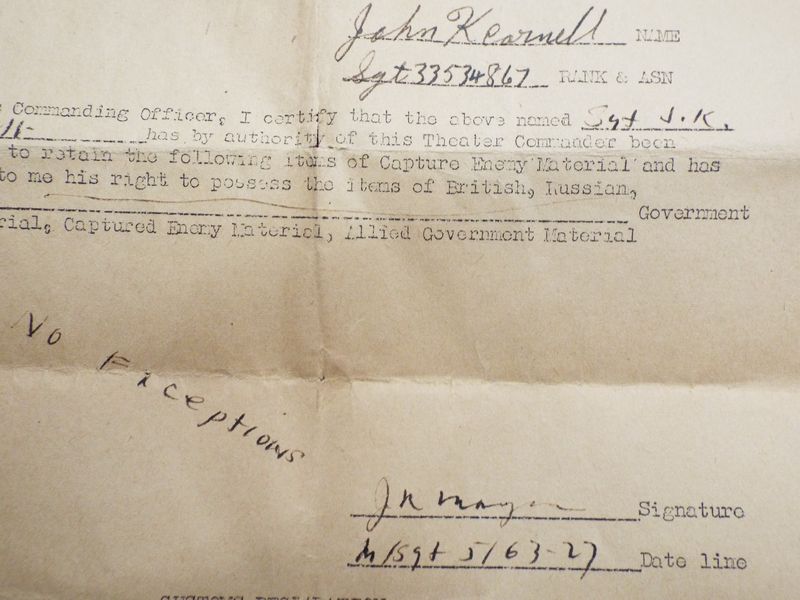 John Kearnell NAME
Sgt 33534867 RANK & ASN
Commanding Officer, I certify that the above named Sgt J.K.
has by authority of this Theater Commander been
to retain the following items of Capture Enemy Material and has
to me his right to possess the items of British, Russian,
Government
rial, Captured Enemy Material, Allied Government Material
No Exceptions
Signature
M/Sgt 5163-27 Date line
CUSTOMS DECLARATION